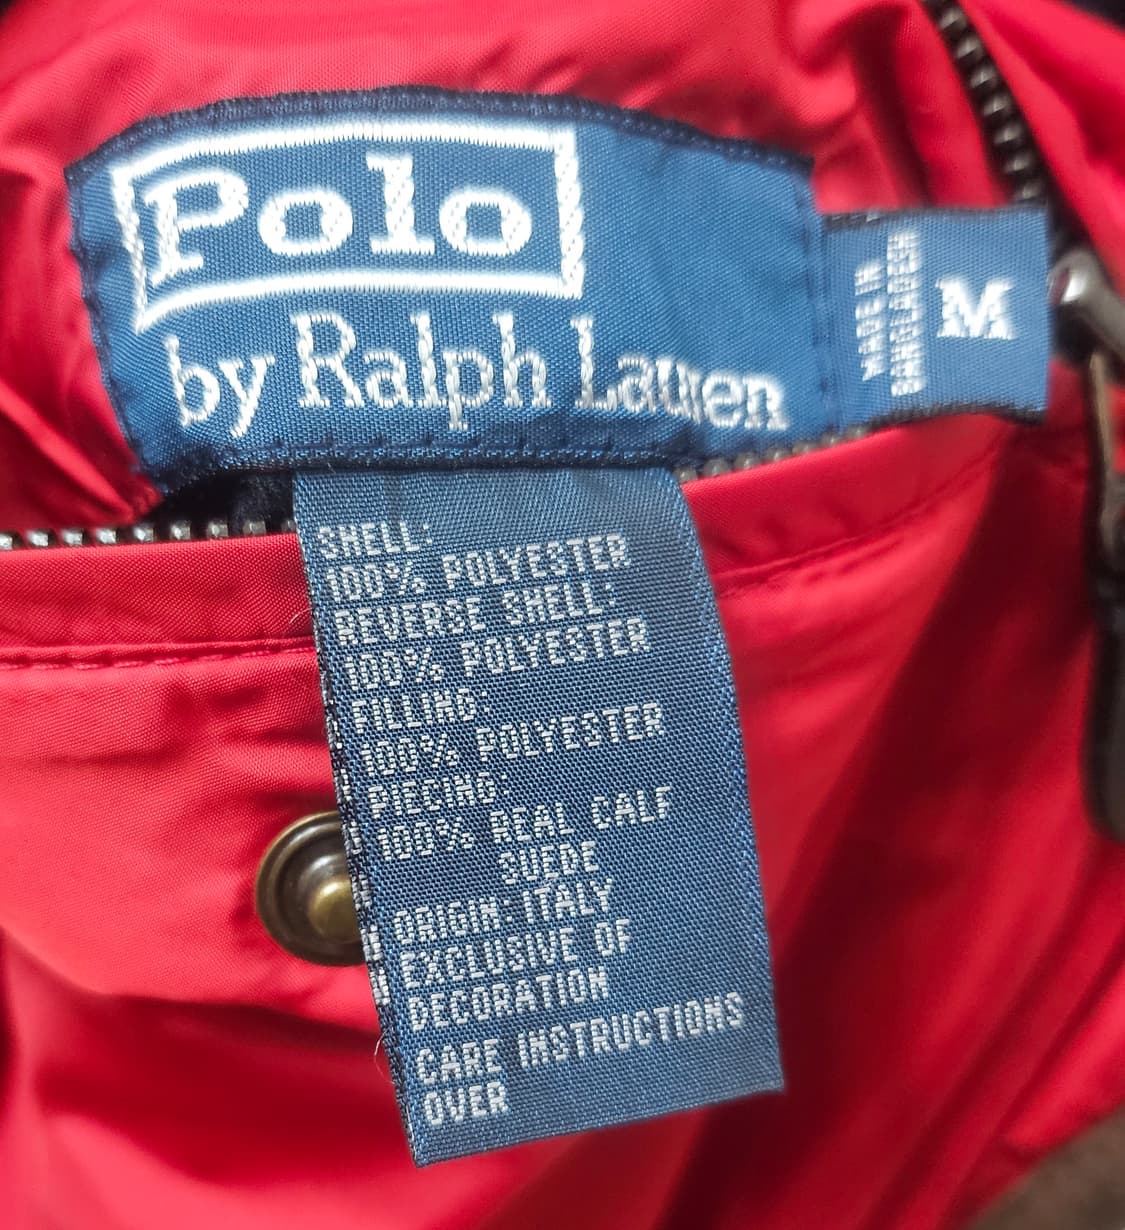 Polo
by Ralph Lauren
MADE IN
BANGLADESH
M
SHELL:
100% POLYESTER
REVERSE SHELL:
100% POLYESTER
FILLING:
100% POLYESTER
PIECING:
100% REAL CALF
SUEDE
ORIGIN: ITALY
EXCLUSIVE OF
DECORATION
CARE INSTRUCTIONS
OVER